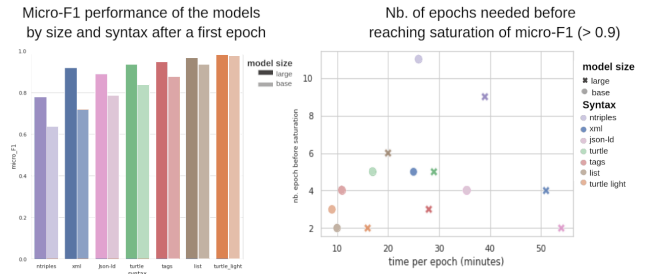 Micro-F1 performance of the models
by size and syntax after a first epoch
1.0
0.8
0.6
0.4
0.2
0.0
micro_F1
ntriples xml Json-ld turtle tags list turtle_light
syntax
model size
large
base
Nb. of epochs needed before
reaching saturation of micro-F1 (> 0.9)
10
8
6
4
2
nb. epoch before saturation
10 20 30 40 50
time per epoch (minutes)
model size
large
base
Syntax
ntriples
xml
json-ld
turtle
tags
list
turtle light